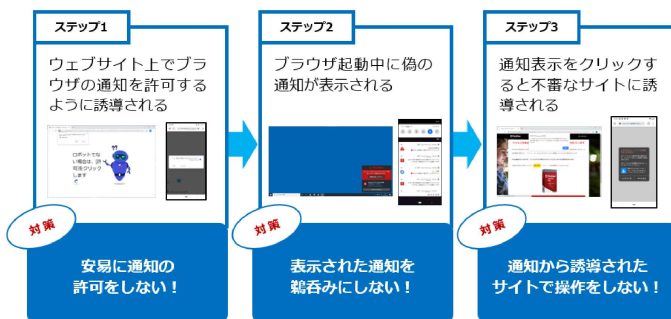 ステップ1
ウェブサイト上でブラ
ウザの通知を許可する
ように誘導される
ロボットでな
い場合は、許
可をクリック
します
対策
安易に通知の
許可をしない！
ステップ2
ブラウザ起動中に偽の
通知が表示される
対策
表示された通知を
鵜呑みにしない！
ステップ3
通知表示をクリックす
ると不審なサイトに誘
導される
対策
通知から誘導された
サイトで操作をしない！